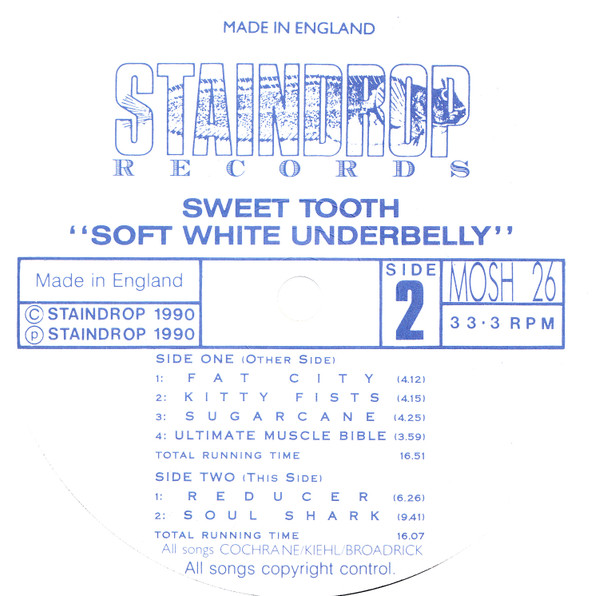 MADE IN ENGLAND
STAINDROP
RECORDS
SWEET TOOTH
"SOFT WHITE UNDERBELLY"
Made in England
© STAINDROP 1990
℗ STAINDROP 1990
SIDE
2
MOSH 26
33·3 RPM
SIDE ONE (OTHER SIDE)
1: FAT CITY (4.12)
2: KITTY FISTS (4.15)
3: SUGARCANE (4.25)
4: ULTIMATE MUSCLE BIBLE (3.59)
TOTAL RUNNING TIME 16.51
SIDE TWO (THIS SIDE)
1: REDUCER (6.26)
2: SOUL SHARK (9.41)
TOTAL RUNNING TIME 16.07
All songs COCHRANE/KIEHL/BROADRICK
All songs copyright control.